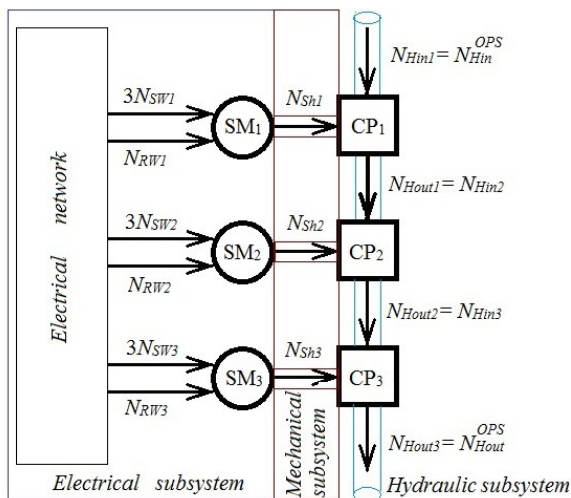 N_Hin1 = N_Hin^OPS
3N_SW1
N_Sh1
SM₁
CP₁
N_RW1
N_Hout1 = N_Hin2
3N_SW2
N_Sh2
SM₂
CP₂
N_RW2
N_Hout2 = N_Hin3
3N_SW3
N_Sh3
SM₃
CP₃
N_RW3
N_Hout3 = N_Hout^OPS
Electrical network
Electrical subsystem
Mechanical
subsystem
Hydraulic subsystem